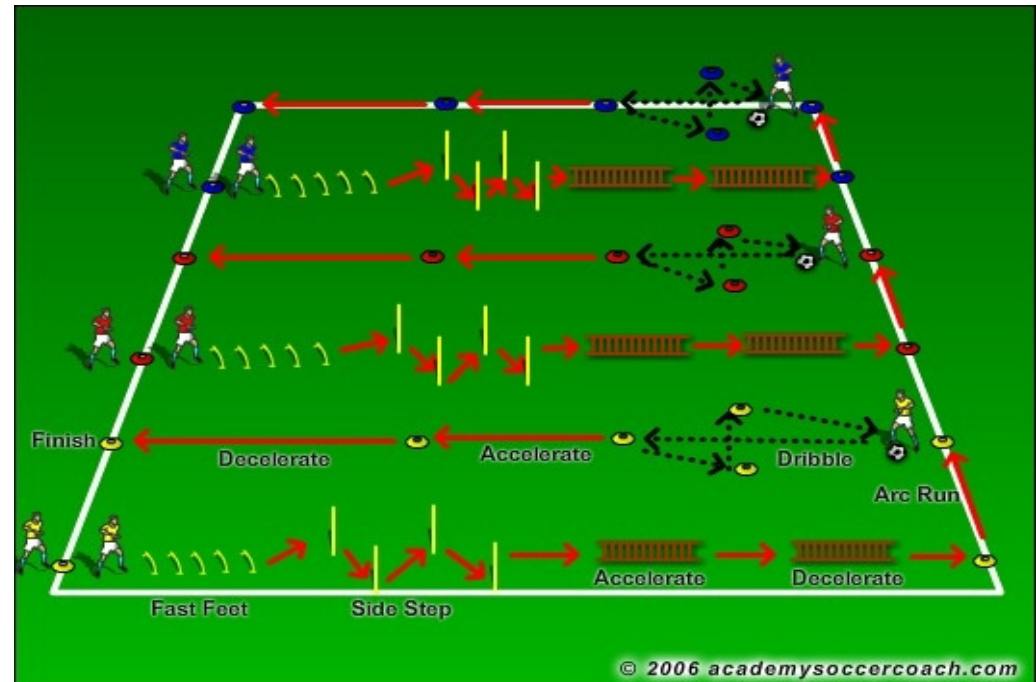 Finish
Decelerate
Accelerate
Dribble
Arc Run
Accelerate
Decelerate
Fast Feet
Side Step
© 2006 academysoccercoach.com